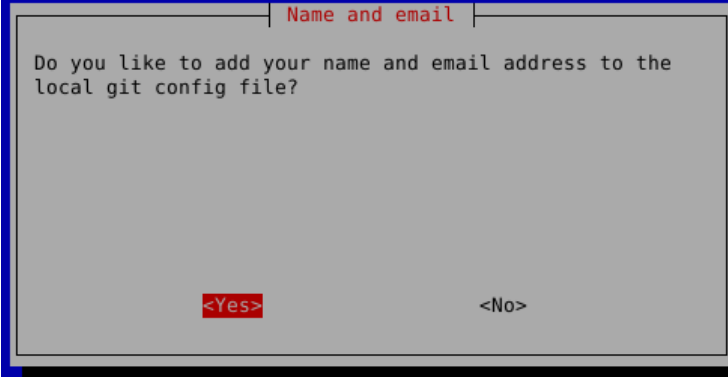 Name and email
Do you like to add your name and email address to the
local git config file?
<Yes> <No>